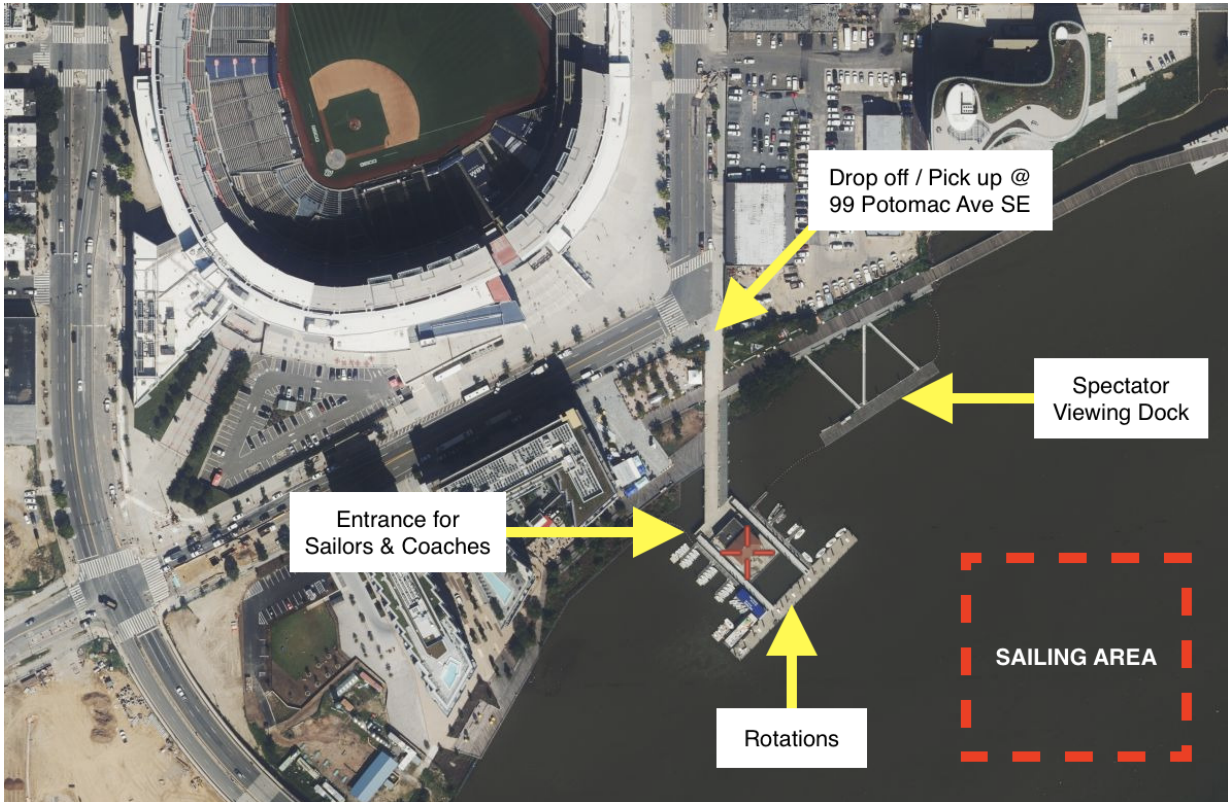 Drop off / Pick up @
99 Potomac Ave SE
Spectator
Viewing Dock
Entrance for
Sailors & Coaches
SAILING AREA
Rotations